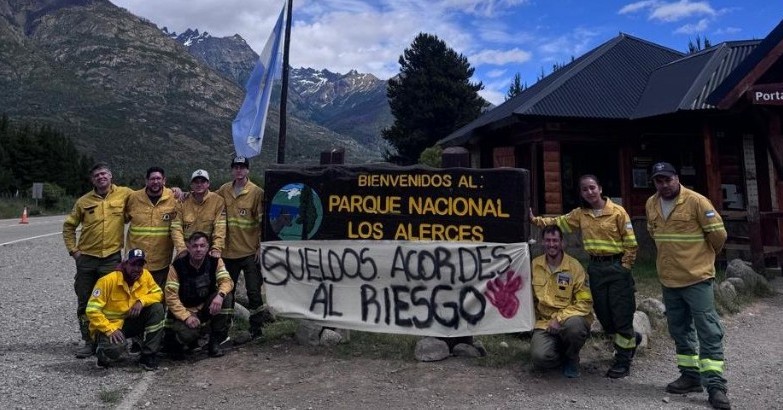 BIENVENIDOS AL:
PARQUE NACIONAL
LOS ALERCES
SUELDOS ACORDES
AL RIESGO
Porta